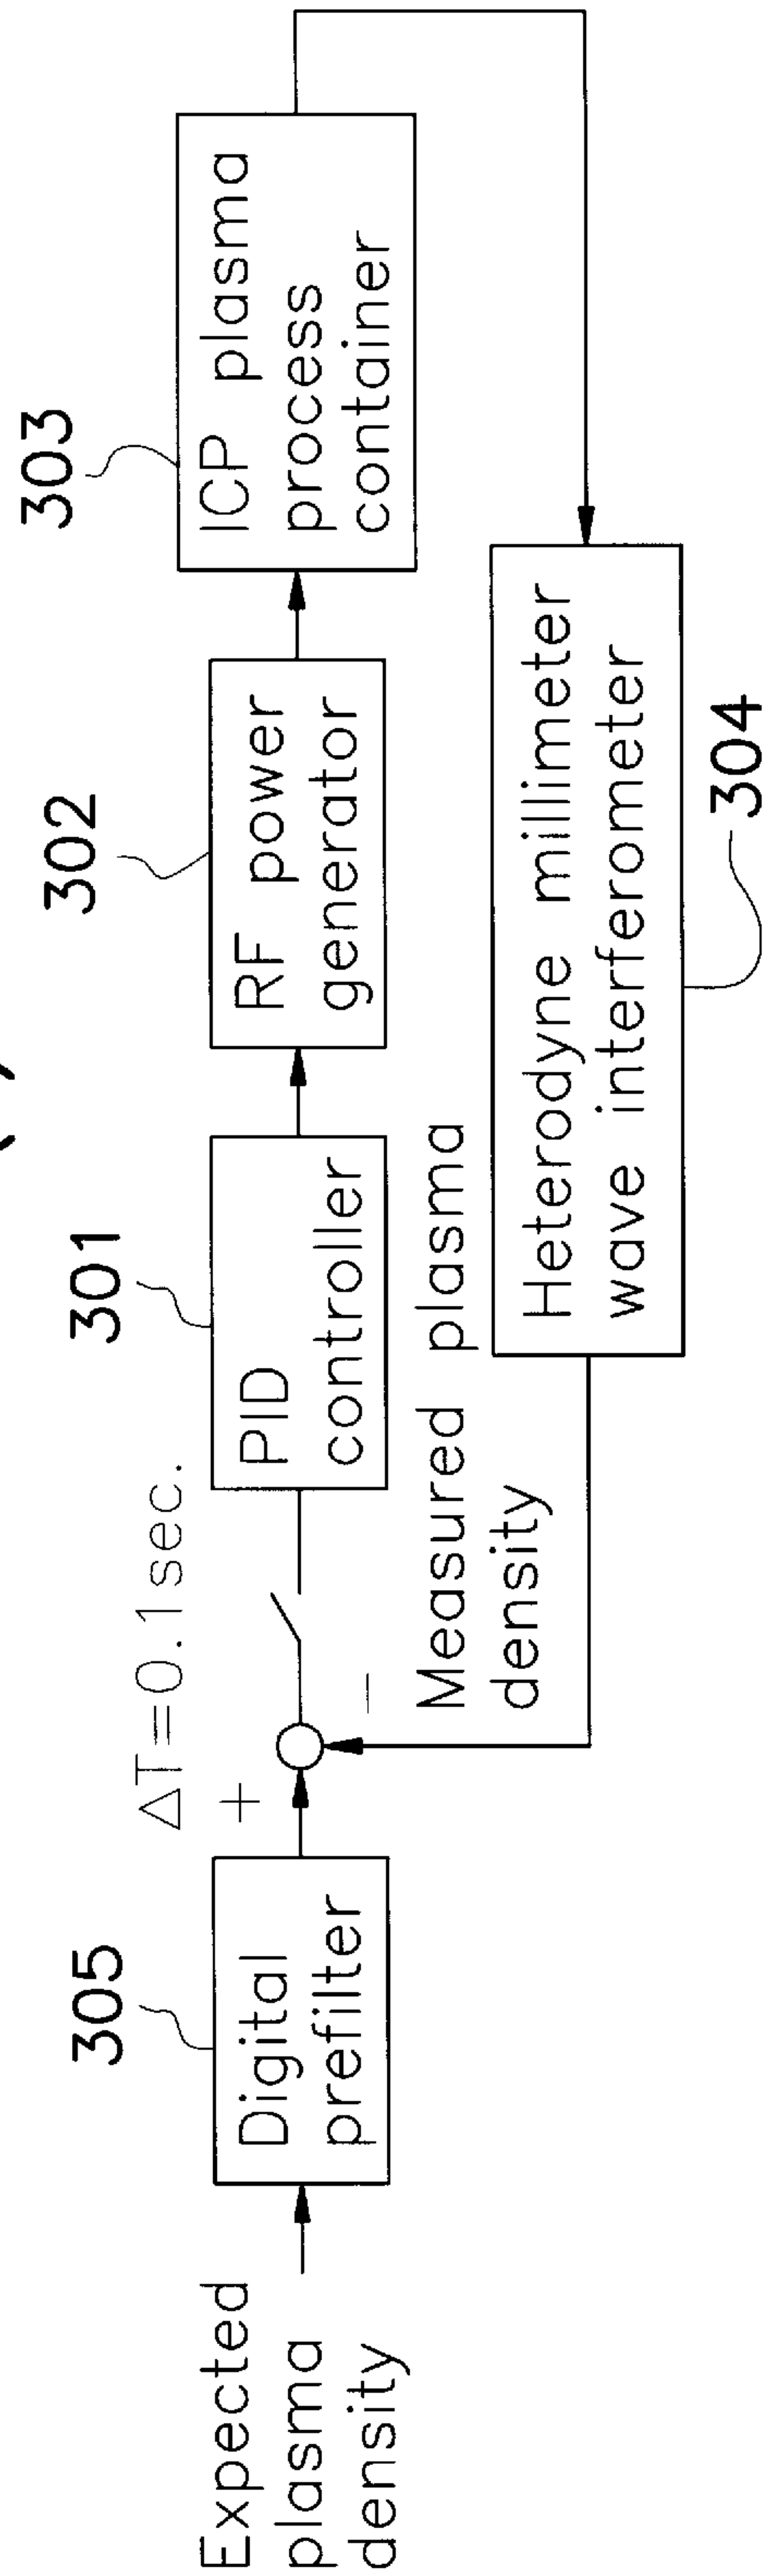 Expected
plasma
density
305
Digital
prefilter
ΔT=0.1sec.
+
−
301
PID
controller
302
RF power
generator
303
ICP plasma
process
container
Measured plasma
density
Heterodyne millimeter
wave interferometer
304